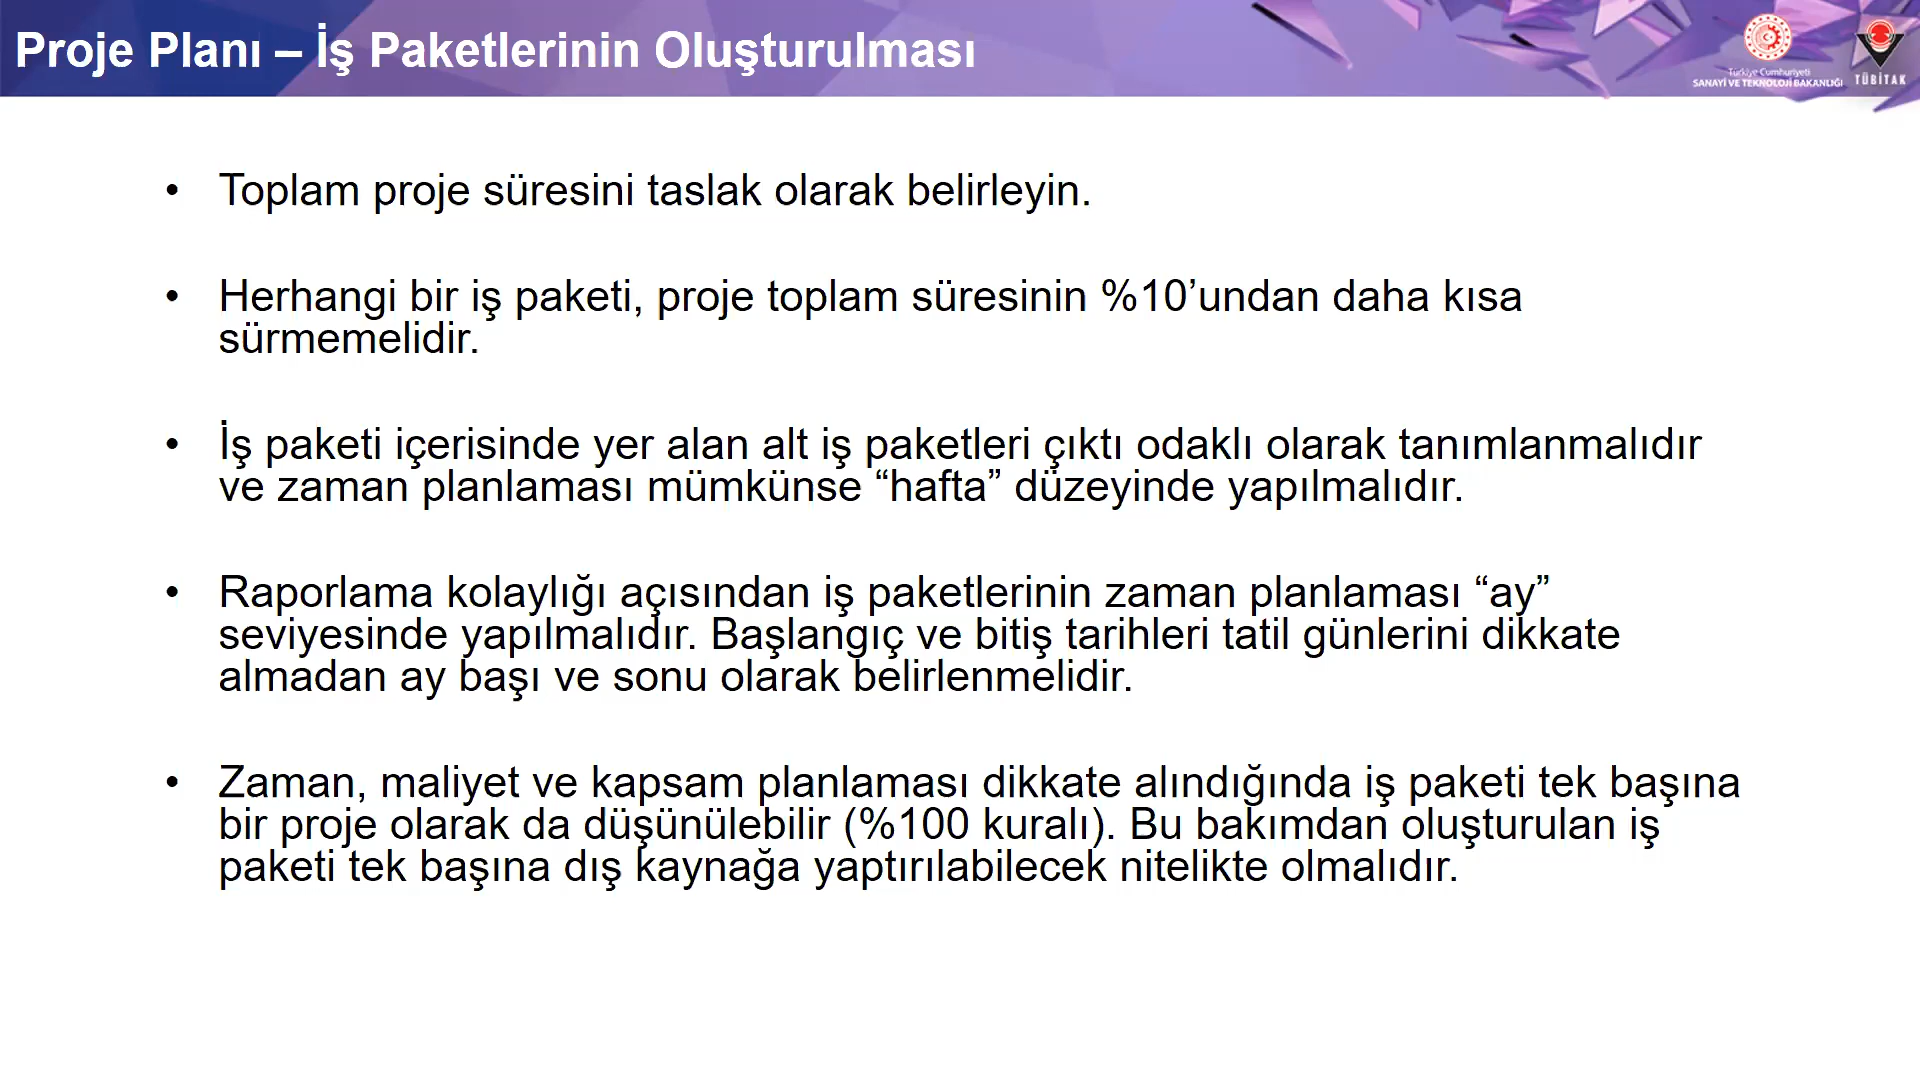 Proje Planı – İş Paketlerinin Oluşturulması
Türkiye Cumhuriyeti
SANAYİ VE TEKNOLOJİ BAKANLIĞI
TÜBİTAK
• Toplam proje süresini taslak olarak belirleyin.
• Herhangi bir iş paketi, proje toplam süresinin %10’undan daha kısa
sürmemelidir.
• İş paketi içerisinde yer alan alt iş paketleri çıktı odaklı olarak tanımlanmalıdır
ve zaman planlaması mümkünse “hafta” düzeyinde yapılmalıdır.
• Raporlama kolaylığı açısından iş paketlerinin zaman planlaması “ay”
seviyesinde yapılmalıdır. Başlangıç ve bitiş tarihleri tatil günlerini dikkate
almadan ay başı ve sonu olarak belirlenmelidir.
• Zaman, maliyet ve kapsam planlaması dikkate alındığında iş paketi tek başına
bir proje olarak da düşünülebilir (%100 kuralı). Bu bakımdan oluşturulan iş
paketi tek başına dış kaynağa yaptırılabilecek nitelikte olmalıdır.